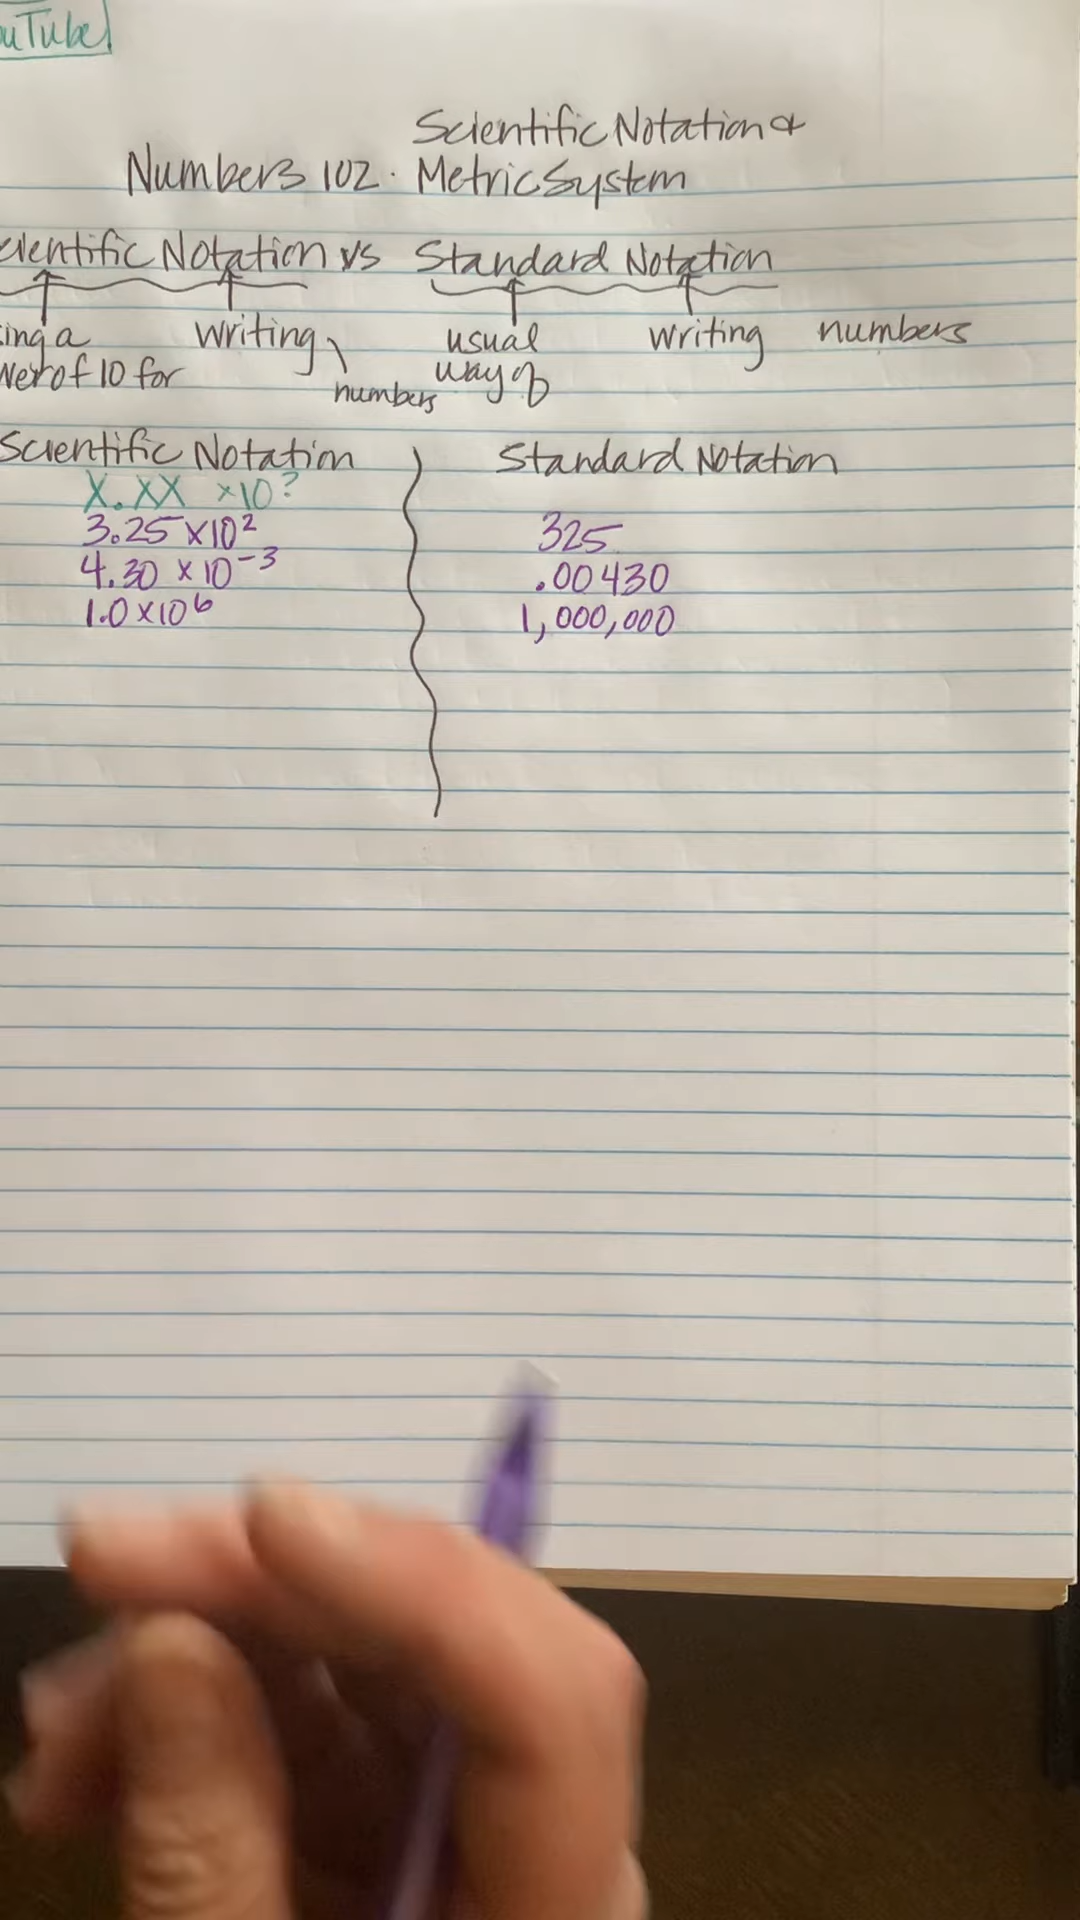 uTube
Scientific Notation &
Numbers 102. Metric System
cientific Notation vs Standard Notation
ing a writing usual writing numbers
wer of 10 for numbers way of
Scientific Notation Standard Notation
X.XX ×10?
3.25 ×10² 325
4.30 ×10⁻³ .00430
1.0 ×10⁶ 1,000,000